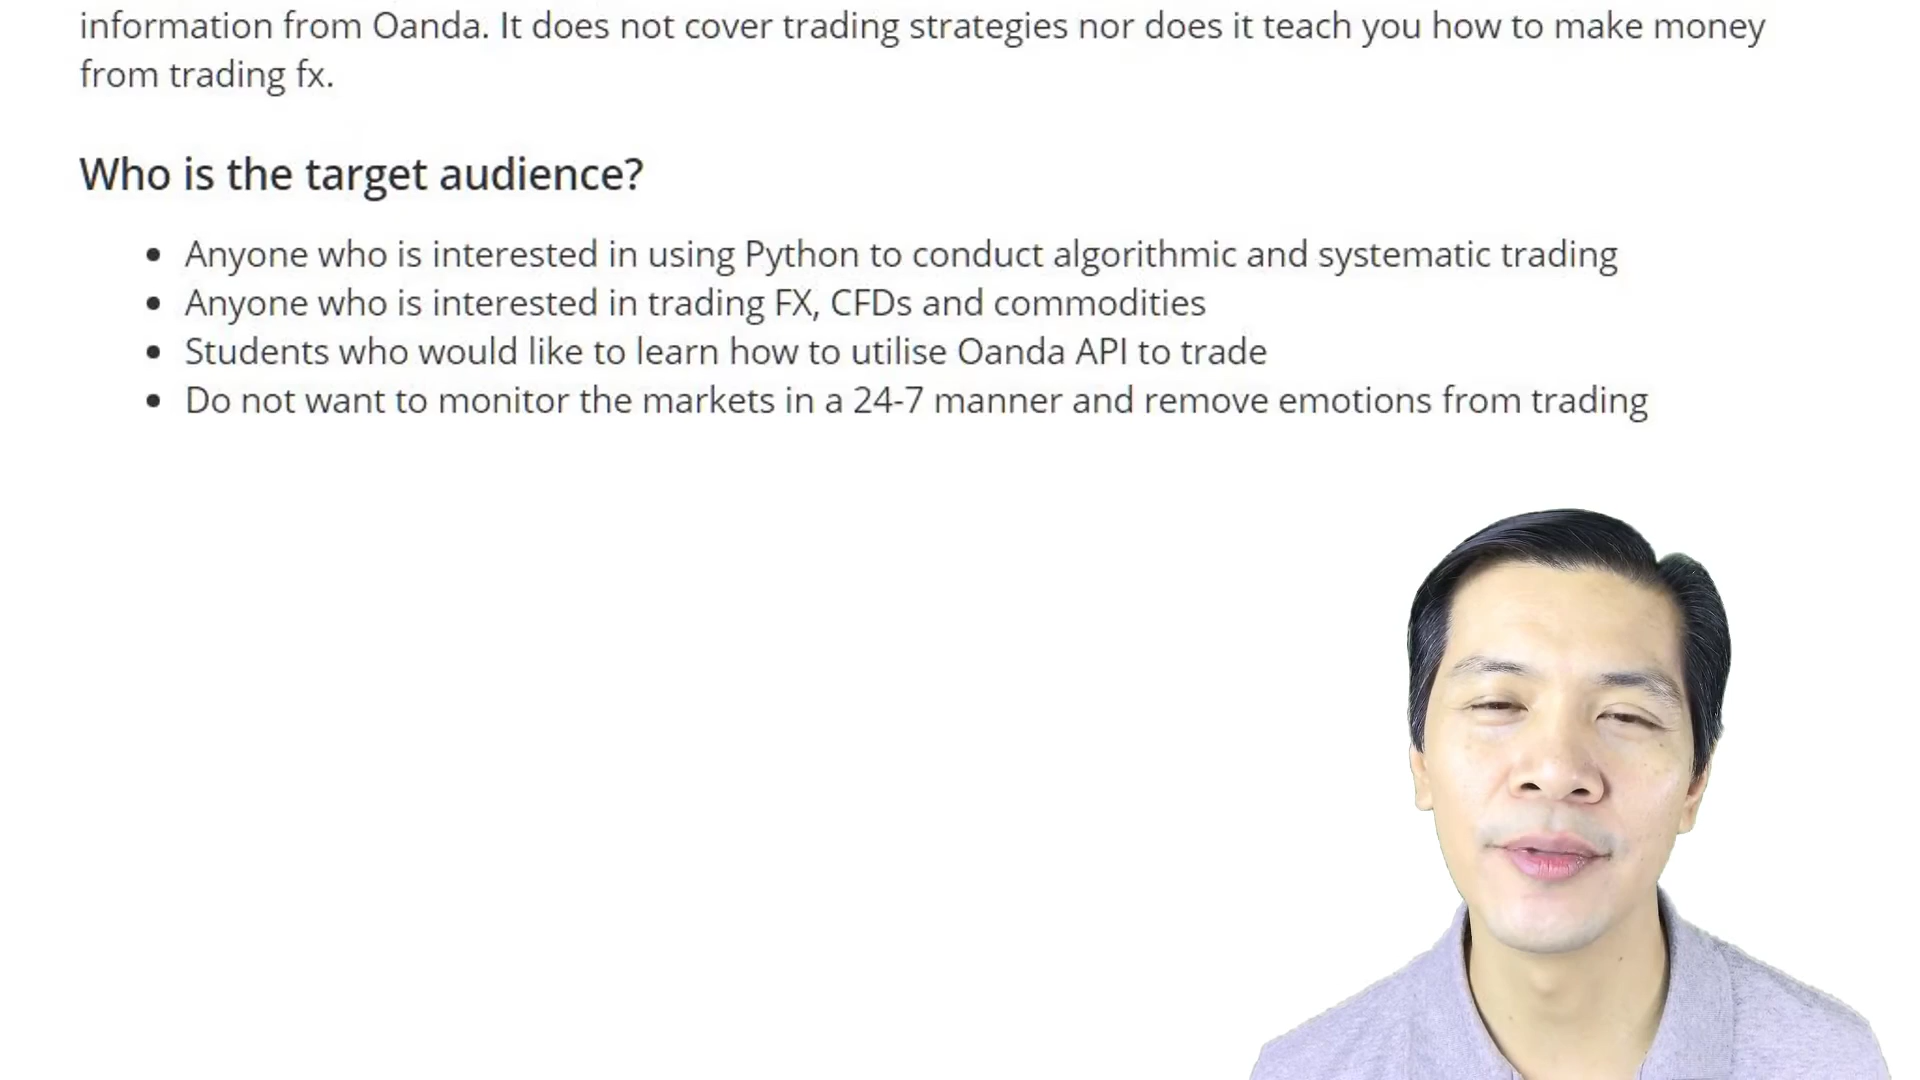 information from Oanda. It does not cover trading strategies nor does it teach you how to make money
from trading fx.
Who is the target audience?
Anyone who is interested in using Python to conduct algorithmic and systematic trading
Anyone who is interested in trading FX, CFDs and commodities
Students who would like to learn how to utilise Oanda API to trade
Do not want to monitor the markets in a 24-7 manner and remove emotions from trading